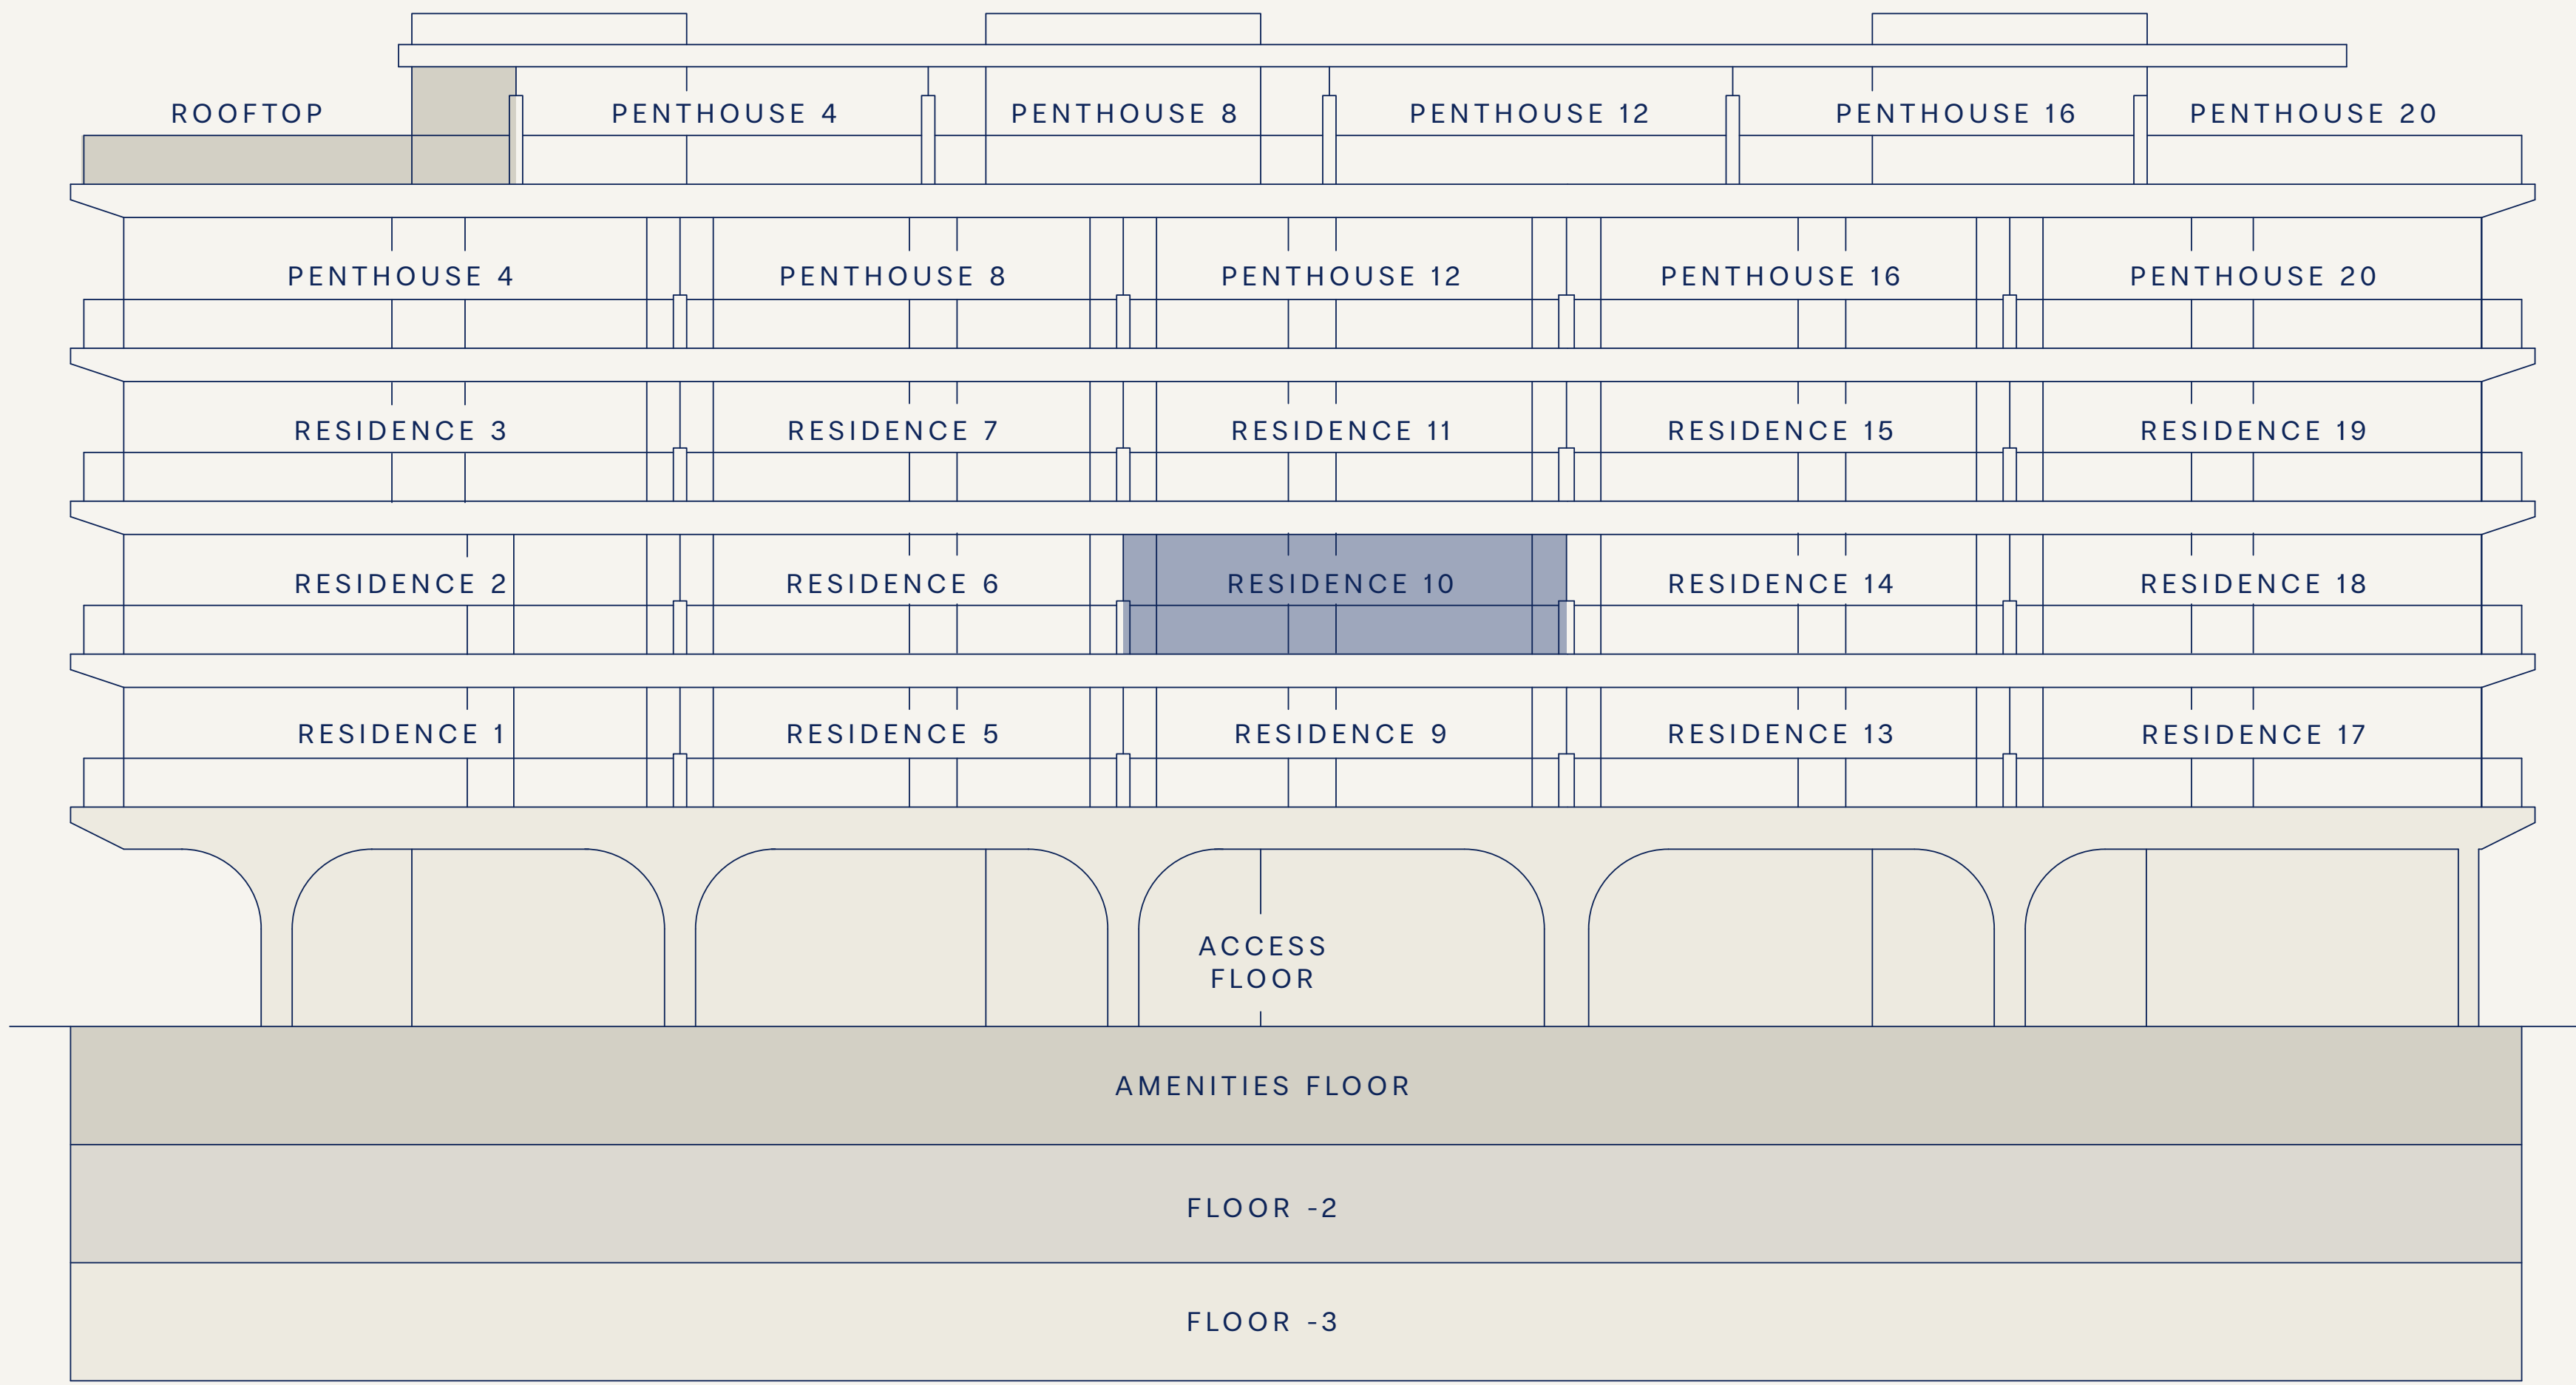 ROOFTOP
PENTHOUSE 4
PENTHOUSE 8
PENTHOUSE 12
PENTHOUSE 16
PENTHOUSE 20
PENTHOUSE 4
PENTHOUSE 8
PENTHOUSE 12
PENTHOUSE 16
PENTHOUSE 20
RESIDENCE 3
RESIDENCE 7
RESIDENCE 11
RESIDENCE 15
RESIDENCE 19
RESIDENCE 2
RESIDENCE 6
RESIDENCE 10
RESIDENCE 14
RESIDENCE 18
RESIDENCE 1
RESIDENCE 5
RESIDENCE 9
RESIDENCE 13
RESIDENCE 17
ACCESS
FLOOR
AMENITIES FLOOR
FLOOR -2
FLOOR -3